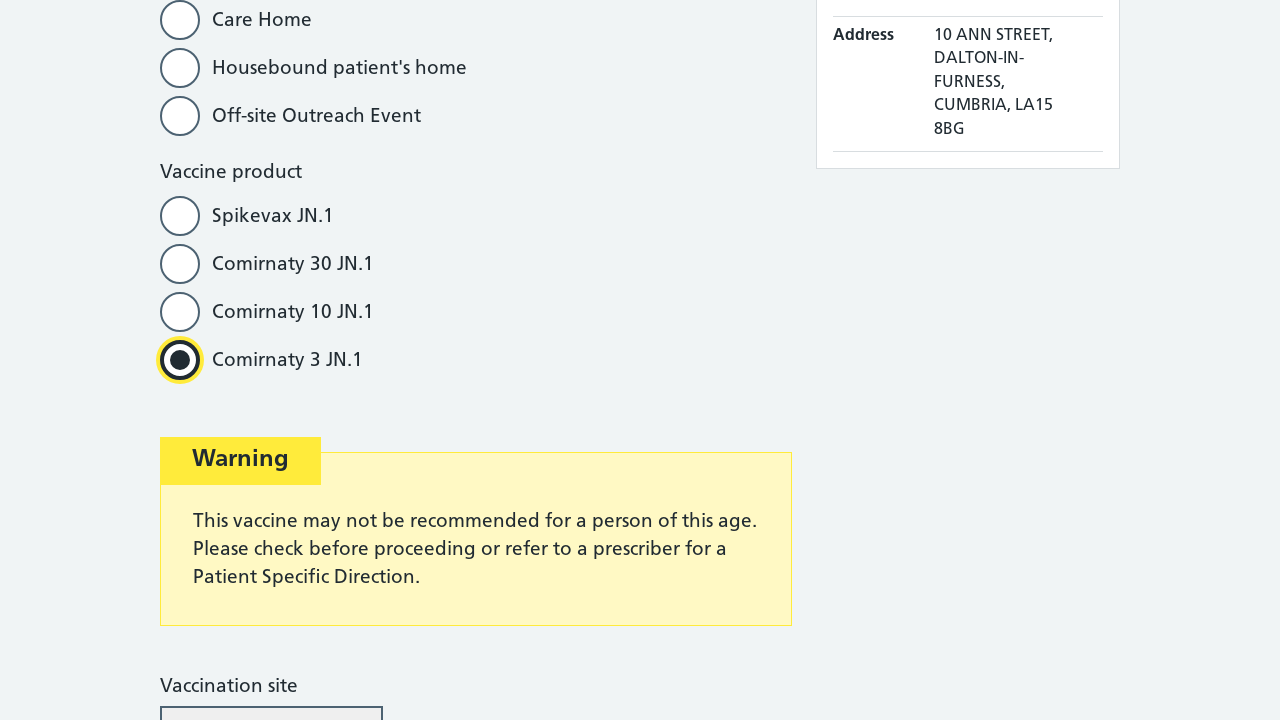 Care Home
Housebound patient's home
Off-site Outreach Event
Vaccine product
Spikevax JN.1
Comirnaty 30 JN.1
Comirnaty 10 JN.1
Comirnaty 3 JN.1
Warning
This vaccine may not be recommended for a person of this age.
Please check before proceeding or refer to a prescriber for a
Patient Specific Direction.
Vaccination site
Address
10 ANN STREET,
DALTON-IN-
FURNESS,
CUMBRIA, LA15
8BG